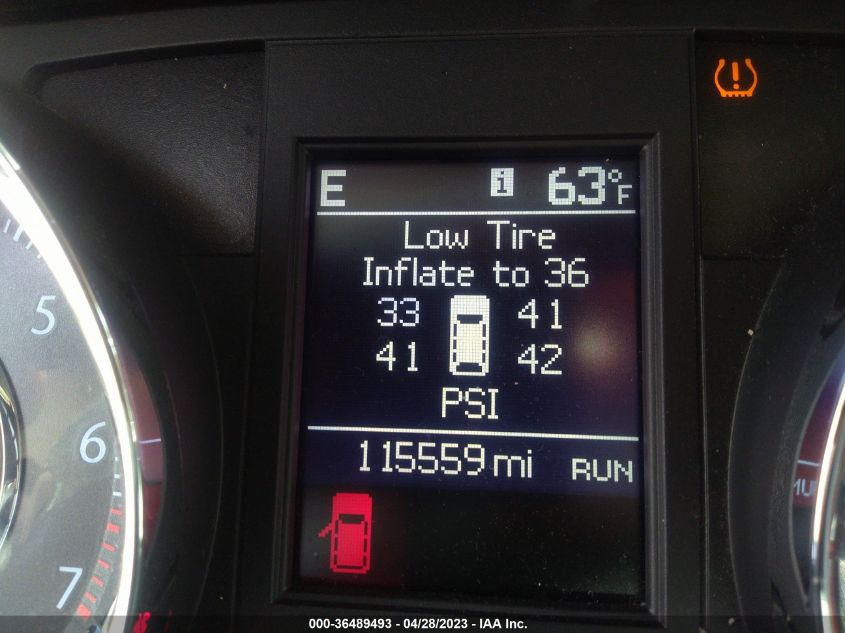 E i 63°F
Low Tire
Inflate to 36
33 41
41 42
PSI
115559 mi RUN
5
6
7
000-36489493 / 04/28/2023 - IAA Inc.